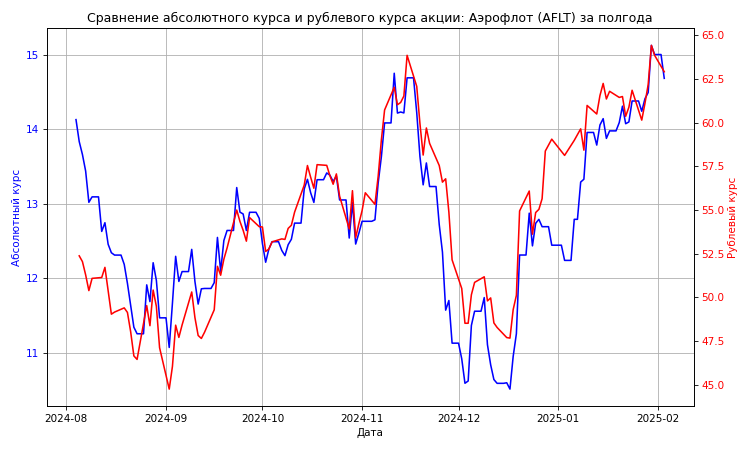 Сравнение абсолютного курса и рублевого курса акции: Аэрофлот (AFLT) за полгода
Абсолютный курс
15
14
13
12
11
65.0
62.5
60.0
57.5
55.0
52.5
50.0
47.5
45.0
Рублевый курс
2024-08 2024-09 2024-10 2024-11 2024-12 2025-01 2025-02
Дата